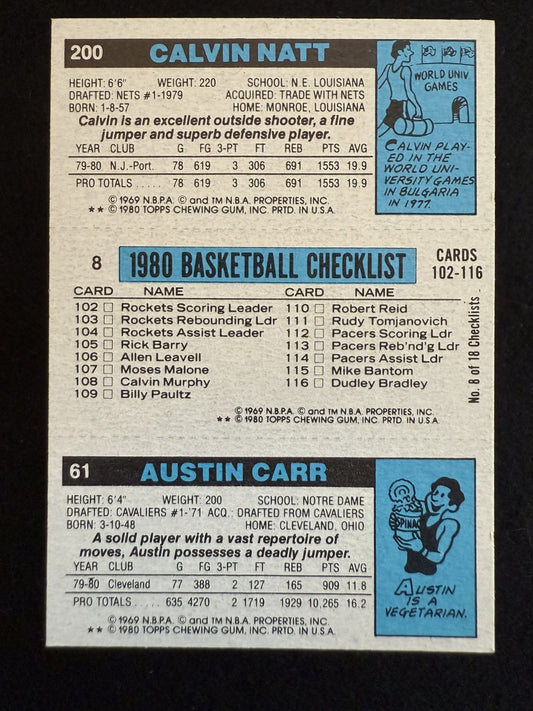 200 CALVIN NATT
HEIGHT: 6'6" WEIGHT: 220 SCHOOL: N.E. LOUISIANA
DRAFTED: NETS #1-1979 ACQUIRED: TRADE WITH NETS
BORN: 1-8-57 HOME: MONROE, LOUISIANA
Calvin is an excellent outside shooter, a fine
jumper and superb defensive player.
YEAR CLUB G FG 3-PT FT REB PTS AVG
79-80 N.J.-Port. 78 619 3 306 691 1553 19.9
PRO TOTALS ..... 78 619 3 306 691 1553 19.9
© 1969 N.B.P.A. © and TM N.B.A. PROPERTIES, INC.
★★ © 1980 TOPPS CHEWING GUM, INC. PRTD. IN U.S.A.
WORLD UNIV.
GAMES
CALVIN PLAY-
ED IN THE
WORLD UNI-
VERSITY GAMES
IN BULGARIA
IN 1977.
8 1980 BASKETBALL CHECKLIST CARDS
102-116
CARD NAME CARD NAME
102 □ Rockets Scoring Leader 110 □ Robert Reid
103 □ Rockets Rebounding Ldr 111 □ Rudy Tomjanovich
104 □ Rockets Assist Leader 112 □ Pacers Scoring Ldr
105 □ Rick Barry 113 □ Pacers Reb'nd'g Ldr
106 □ Allen Leavell 114 □ Pacers Assist Ldr
107 □ Moses Malone 115 □ Mike Bantom
108 □ Calvin Murphy 116 □ Dudley Bradley
109 □ Billy Paultz
No. 8 of 18 Checklists
© 1969 N.B.P.A. © and TM N.B.A. PROPERTIES, INC.
★★ © 1980 TOPPS CHEWING GUM, INC. PRTD. IN U.S.A.
61 AUSTIN CARR
HEIGHT: 6'4" WEIGHT: 200 SCHOOL: NOTRE DAME
DRAFTED: CAVALIERS #1-'71 ACQ.: DRAFTED FROM CAVALIERS
BORN: 3-10-48 HOME: CLEVELAND, OHIO
A solid player with a vast repertoire of
moves, Austin possesses a deadly jumper.
YEAR CLUB G FG 3-PT FT REB PTS AVG
79-80 Cleveland 77 388 2 127 165 909 11.8
PRO TOTALS ..... 635 4270 2 1719 1929 10,265 16.2
© 1969 N.B.P.A. © and TM N.B.A. PROPERTIES, INC.
★★ © 1980 TOPPS CHEWING GUM, INC. PRTD. IN U.S.A.
SPINAC
AUSTIN
IS A
VEGETARIAN.